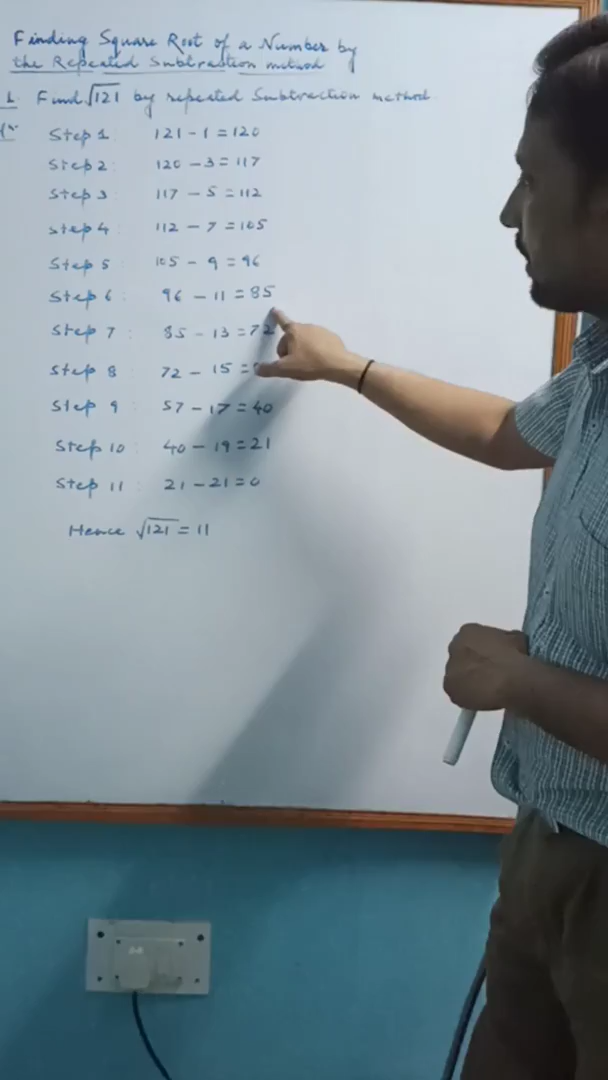 Finding Square Root of a Number by
the Repeated Subtraction method
1. Find √121 by repeated Subtraction method
Step 1 : 121 - 1 = 120
Step 2 : 120 - 3 = 117
Step 3 : 117 - 5 = 112
Step 4 : 112 - 7 = 105
Step 5 : 105 - 9 = 96
Step 6 : 96 - 11 = 85
Step 7 : 85 - 13 = 72
Step 8 : 72 - 15 =
Step 9 : 57 - 17 = 40
Step 10 : 40 - 19 = 21
Step 11 : 21 - 21 = 0
Hence √121 = 11